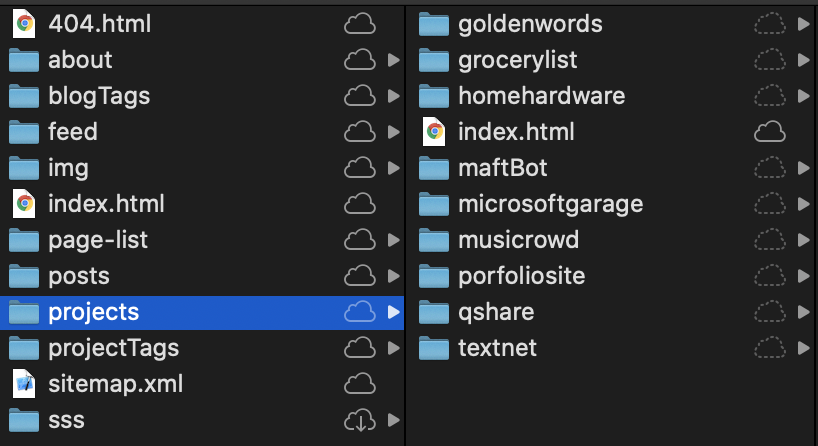 404.html
about
blogTags
feed
img
index.html
page-list
posts
projects
projectTags
sitemap.xml
sss
goldenwords
grocerylist
homehardware
index.html
maftBot
microsoftgarage
musicrowd
porfoliosite
qshare
textnet